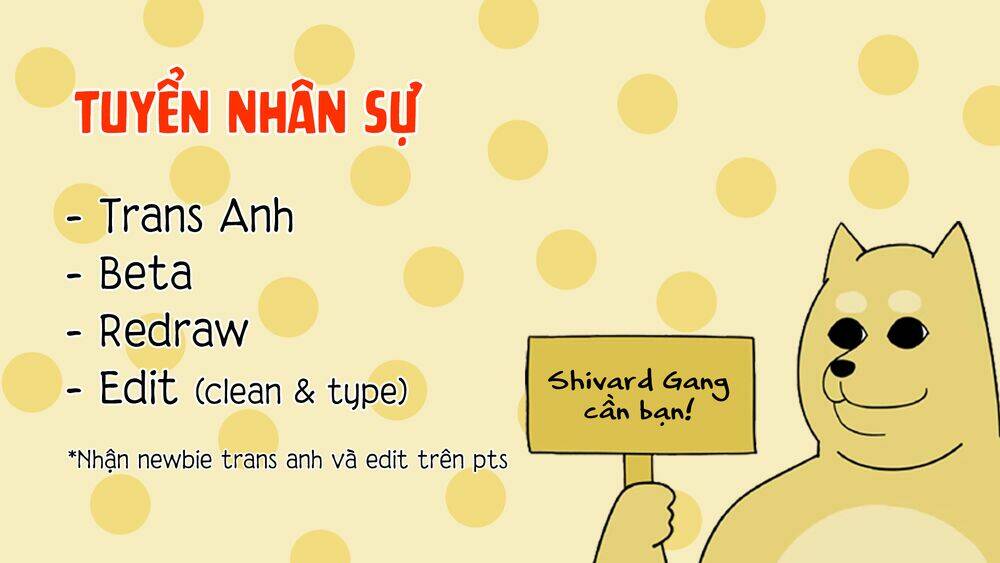 TUYỂN NHÂN SỰ
- Trans Anh
- Beta
- Redraw
- Edit (clean & type)
*Nhận newbie trans anh và edit trên pts
Shivard Gang
cần bạn!